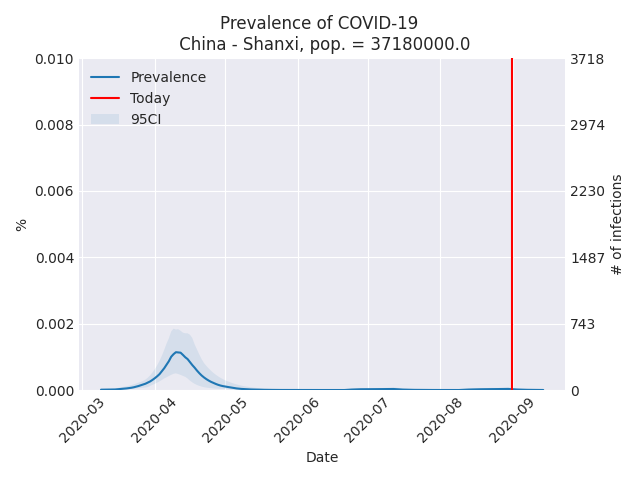 Prevalence of COVID-19
China - Shanxi, pop. = 37180000.0
Prevalence
Today
95CI
0.010
0.008
0.006
0.004
0.002
0.000
%
3718
2974
2230
1487
743
0
# of infections
2020-03
2020-04
2020-05
2020-06
2020-07
2020-08
2020-09
Date